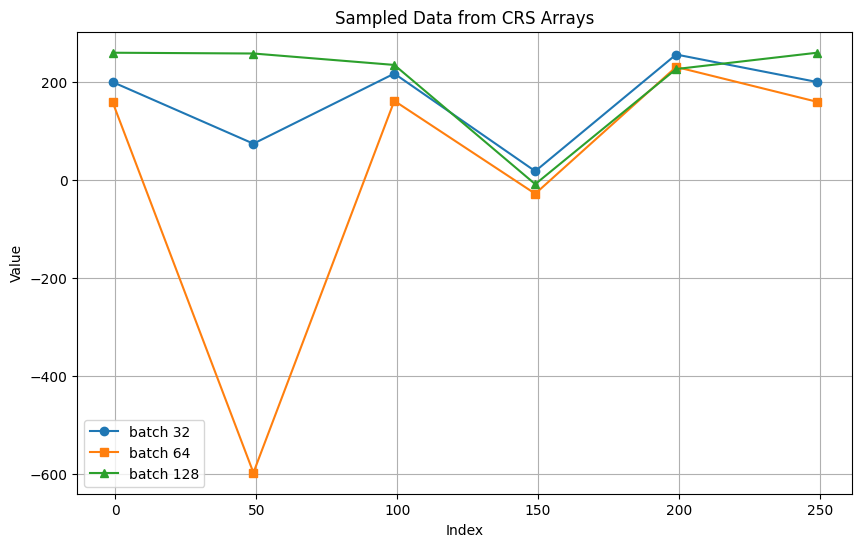 Sampled Data from CRS Arrays
200
0
−200
−400
−600
Value
batch 32
batch 64
batch 128
0 50 100 150 200 250
Index